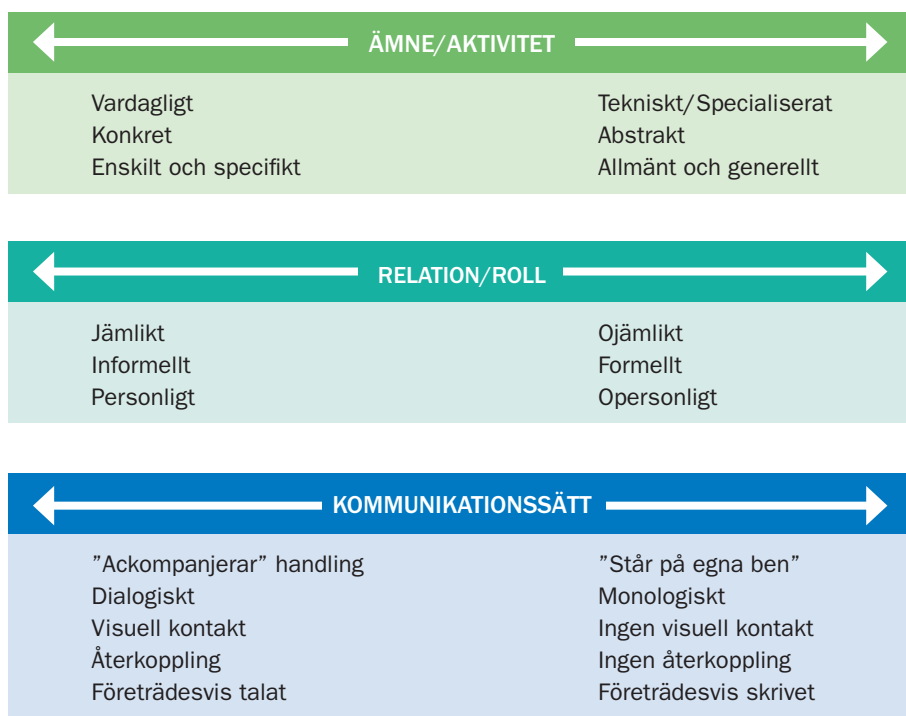 ÄMNE/AKTIVITET
Vardagligt Tekniskt/Specialiserat
Konkret Abstrakt
Enskilt och specifikt Allmänt och generellt
RELATION/ROLL
Jämlikt Ojämlikt
Informellt Formellt
Personligt Opersonligt
KOMMUNIKATIONSSÄTT
”Ackompanjerar” handling ”Står på egna ben”
Dialogiskt Monologiskt
Visuell kontakt Ingen visuell kontakt
Återkoppling Ingen återkoppling
Företrädesvis talat Företrädesvis skrivet